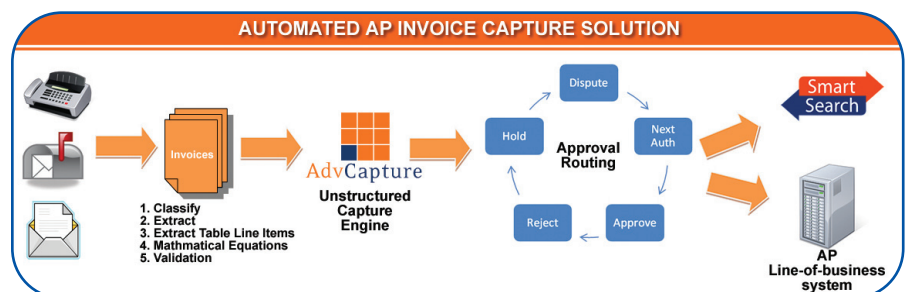 AUTOMATED AP INVOICE CAPTURE SOLUTION
Invoices
1. Classify
2. Extract
3. Extract Table Line Items
4. Mathmatical Equations
5. Validation
AdvCapture
Unstructured
Capture
Engine
Dispute
Hold
Next
Auth
Approval
Routing
Reject
Approve
Smart
Search
AP
Line-of-business
system